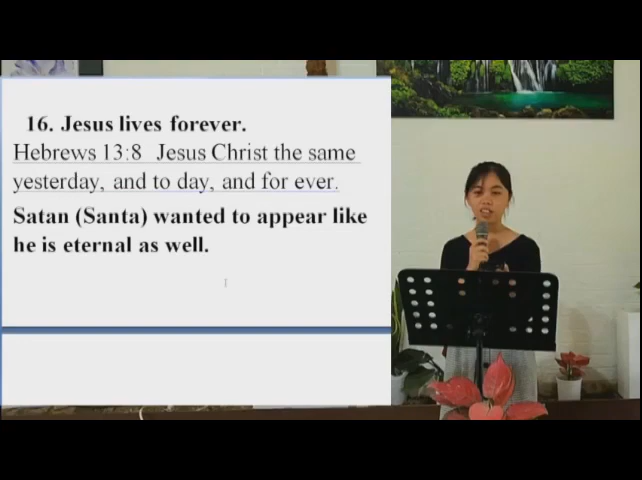 16. Jesus lives forever.
Hebrews 13:8 Jesus Christ the same
yesterday, and to day, and for ever.
Satan (Santa) wanted to appear like
he is eternal as well.